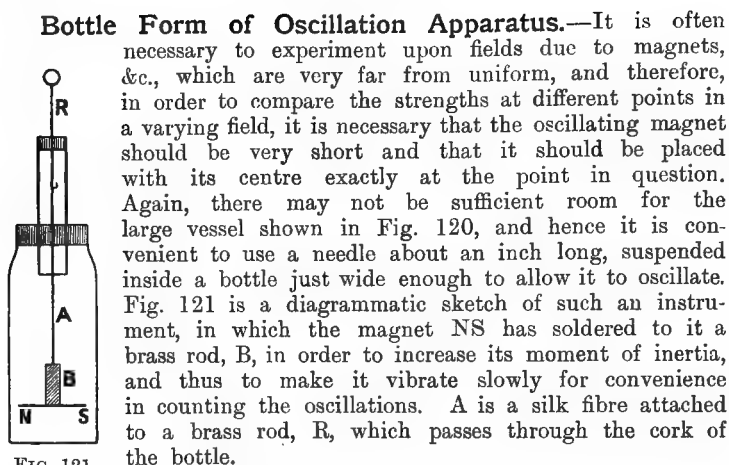 Bottle Form of Oscillation Apparatus.—It is often
necessary to experiment upon fields due to magnets,
&c., which are very far from uniform, and therefore,
in order to compare the strengths at different points in
a varying field, it is necessary that the oscillating magnet
should be very short and that it should be placed
with its centre exactly at the point in question.
Again, there may not be sufficient room for the
large vessel shown in Fig. 120, and hence it is con-
venient to use a needle about an inch long, suspended
inside a bottle just wide enough to allow it to oscillate.
Fig. 121 is a diagrammatic sketch of such an instru-
ment, in which the magnet NS has soldered to it a
brass rod, B, in order to increase its moment of inertia,
and thus to make it vibrate slowly for convenience
in counting the oscillations. A is a silk fibre attached
to a brass rod, R, which passes through the cork of
the bottle.
R
A
B
N S
FIG. 121